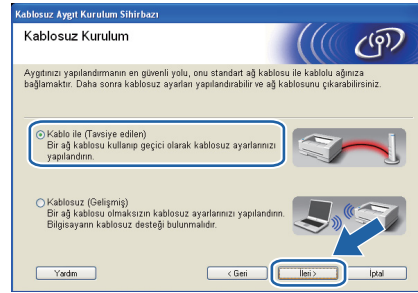 Kablosuz Aygıt Kurulum Sihirbazı
Kablosuz Kurulum
Aygıtınızı yapılandırmanın en güvenli yolu, onu standart ağ kablosu ile kablolu ağınıza
bağlamaktır. Daha sonra kablosuz ayarları yapılandırabilir ve ağ kablosunu çıkarabilirsiniz.
Kablo ile (Tavsiye edilen)
Bir ağ kablosu kullanıp geçici olarak kablosuz ayarlarınızı
yapılandırın.
Kablosuz (Gelişmiş)
Bir ağ kablosu olmaksızın kablosuz ayarlarınızı yapılandırın.
Bilgisayarın kablosuz desteği bulunmalıdır.
Yardım
< Geri
İleri >
İptal